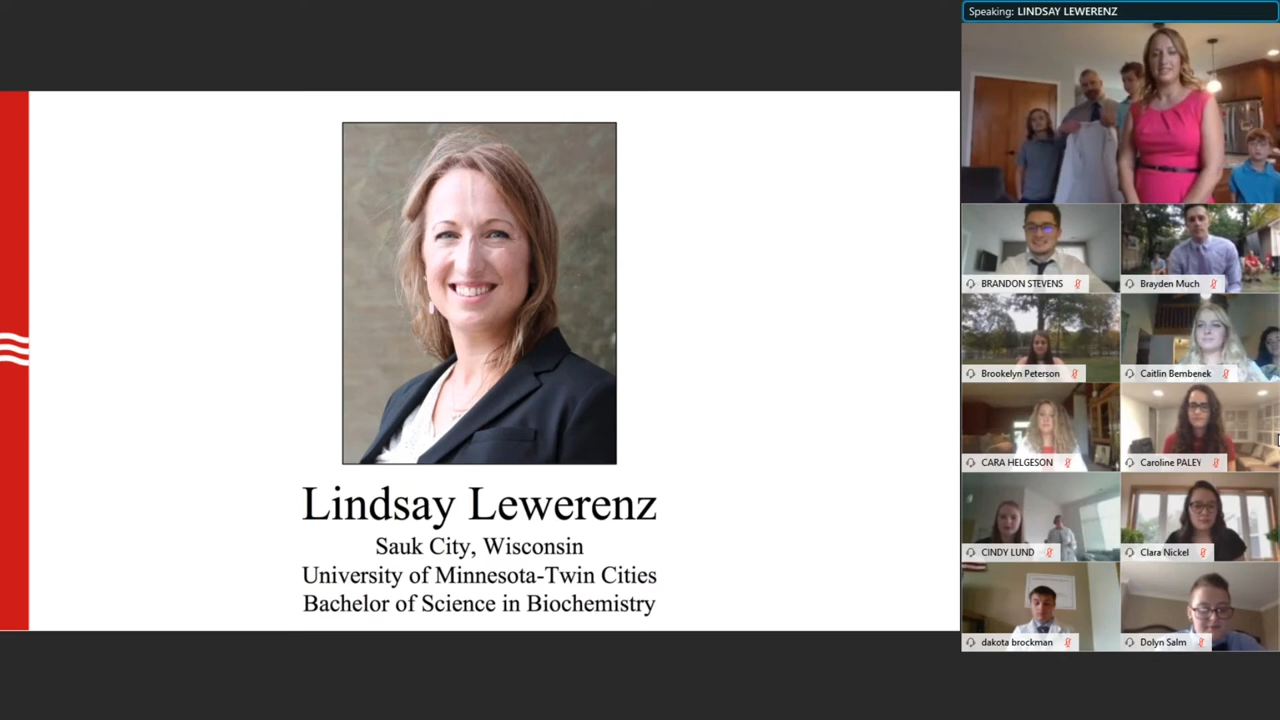 Speaking: LINDSAY LEWERENZ
Lindsay Lewerenz
Sauk City, Wisconsin
University of Minnesota-Twin Cities
Bachelor of Science in Biochemistry
BRANDON STEVENS
Brayden Much
Brookelyn Peterson
Caitlin Bembenek
CARA HELGESON
Caroline PALEY
CINDY LUND
Clara Nickel
dakota brockman
Dolyn Salm